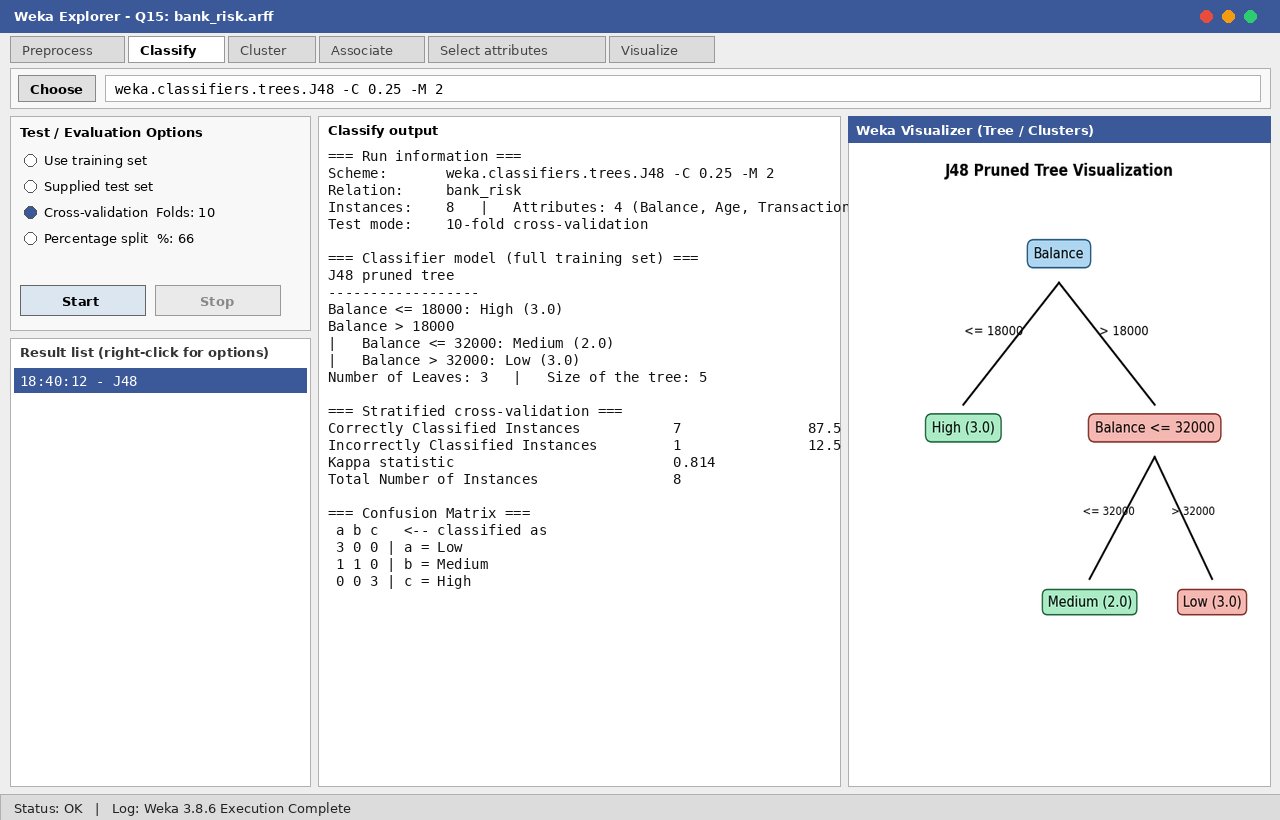 Weka Explorer - Q15: bank_risk.arff
Preprocess
Classify
Cluster
Associate
Select attributes
Visualize
Choose
weka.classifiers.trees.J48 -C 0.25 -M 2
Test / Evaluation Options
Use training set
Supplied test set
Cross-validation  Folds: 10
Percentage split  %: 66
Start
Stop
Result list (right-click for options)
18:40:12 - J48
Classify output
=== Run information ===
Scheme:       weka.classifiers.trees.J48 -C 0.25 -M 2
Relation:     bank_risk
Instances:    8   |   Attributes: 4 (Balance, Age, Transaction
Test mode:    10-fold cross-validation
=== Classifier model (full training set) ===
J48 pruned tree
------------------
Balance <= 18000: High (3.0)
Balance > 18000
|   Balance <= 32000: Medium (2.0)
|   Balance > 32000: Low (3.0)
Number of Leaves: 3   |   Size of the tree: 5
=== Stratified cross-validation ===
Correctly Classified Instances           7               87.5
Incorrectly Classified Instances         1               12.5
Kappa statistic                          0.814
Total Number of Instances                8
=== Confusion Matrix ===
 a b c   <-- classified as
 3 0 0 | a = Low
 1 1 0 | b = Medium
 0 0 3 | c = High
Weka Visualizer (Tree / Clusters)
J48 Pruned Tree Visualization
Balance
<= 18000
> 18000
High (3.0)
Balance <= 32000
<= 32000
> 32000
Medium (2.0)
Low (3.0)
Status: OK   |   Log: Weka 3.8.6 Execution Complete